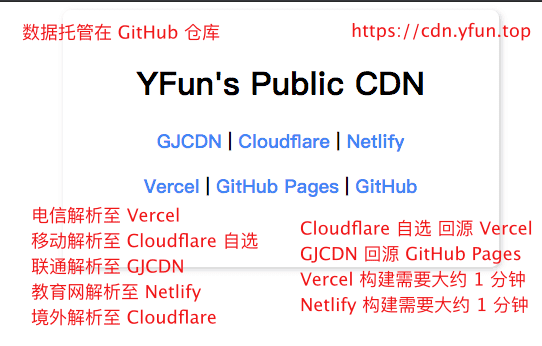 数据托管在 GitHub 仓库
https://cdn.yfun.top
YFun's Public CDN
GJCDN | Cloudflare | Netlify
Vercel | GitHub Pages | GitHub
电信解析至 Vercel
移动解析至 Cloudflare 自选
联通解析至 GJCDN
教育网解析至 Netlify
境外解析至 Cloudflare
Cloudflare 自选 回源 Vercel
GJCDN 回源 GitHub Pages
Vercel 构建需要大约 1 分钟
Netlify 构建需要大约 1 分钟